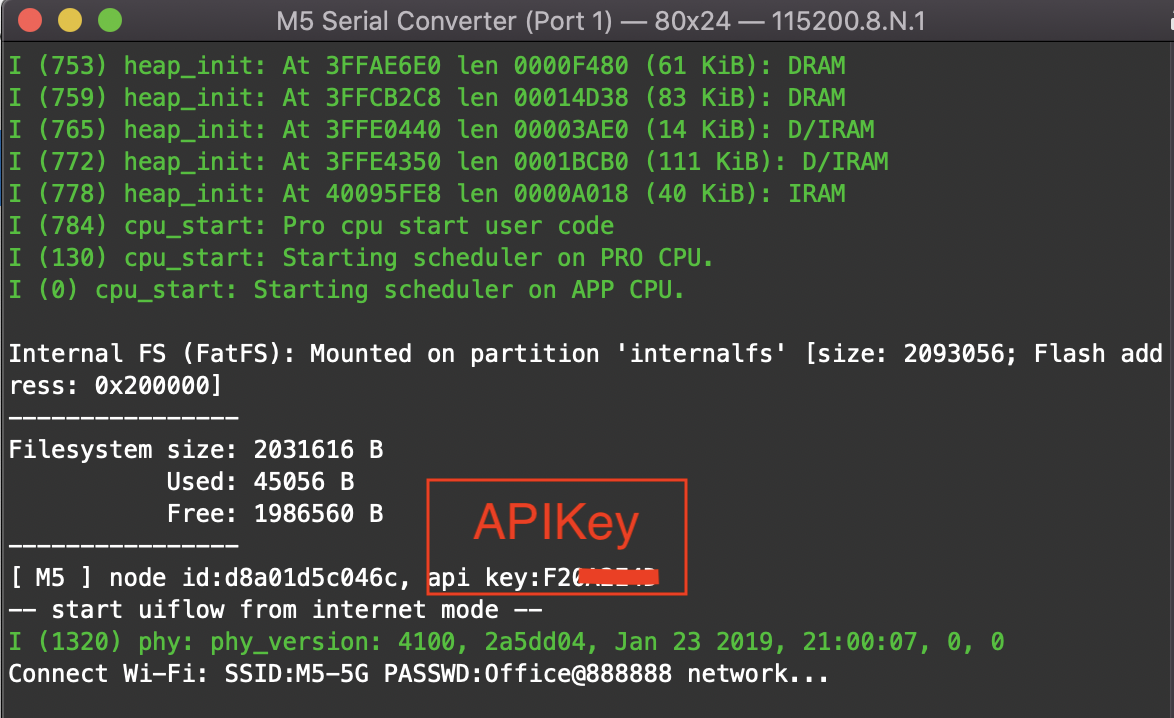 M5 Serial Converter (Port 1) — 80x24 — 115200.8.N.1
I (753) heap_init: At 3FFAE6E0 len 0000F480 (61 KiB): DRAM
I (759) heap_init: At 3FFCB2C8 len 00014D38 (83 KiB): DRAM
I (765) heap_init: At 3FFE0440 len 00003AE0 (14 KiB): D/IRAM
I (772) heap_init: At 3FFE4350 len 0001BCB0 (111 KiB): D/IRAM
I (778) heap_init: At 40095FE8 len 0000A018 (40 KiB): IRAM
I (784) cpu_start: Pro cpu start user code
I (130) cpu_start: Starting scheduler on PRO CPU.
I (0) cpu_start: Starting scheduler on APP CPU.
Internal FS (FatFS): Mounted on partition 'internalfs' [size: 2093056; Flash add
ress: 0x200000]
----------------
Filesystem size: 2031616 B
Used: 45056 B
Free: 1986560 B
APIKey
----------------
[ M5 ] node id:d8a01d5c046c, api key:F20
-- start uiflow from internet mode --
I (1320) phy: phy_version: 4100, 2a5dd04, Jan 23 2019, 21:00:07, 0, 0
Connect Wi-Fi: SSID:M5-5G PASSWD:Office@888888 network...